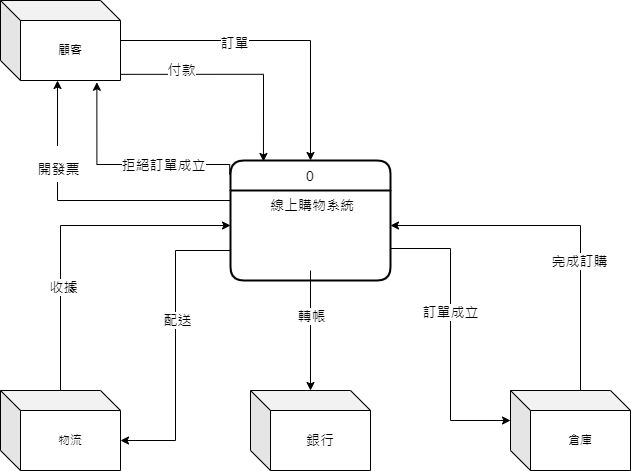 顧客
訂單
付款
開發票
拒絕訂單成立
0
線上購物系統
收據
配送
轉帳
訂單成立
完成訂購
物流
銀行
倉庫